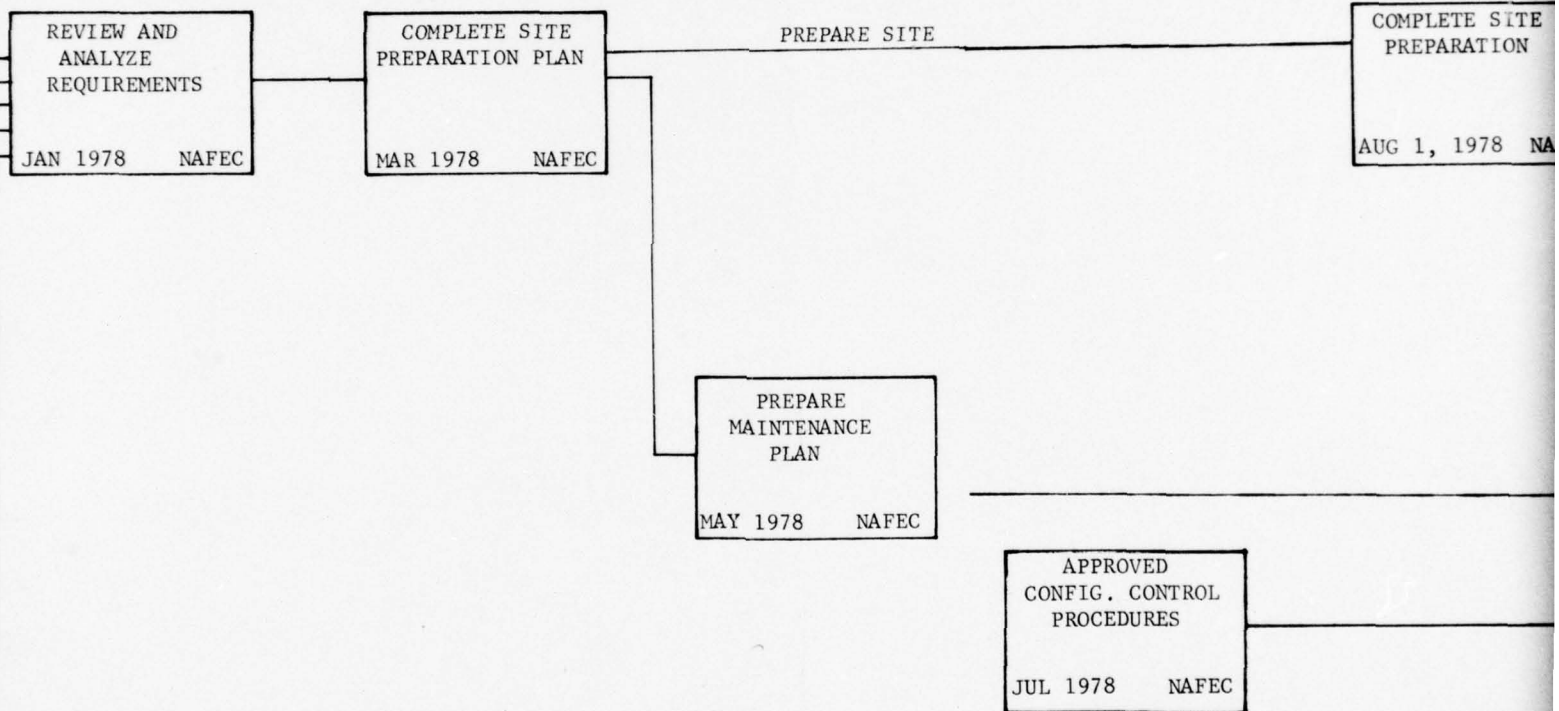 REVIEW AND
ANALYZE
REQUIREMENTS
JAN 1978 NAFEC
COMPLETE SITE
PREPARATION PLAN
MAR 1978 NAFEC
PREPARE SITE
COMPLETE SITE
PREPARATION
AUG 1, 1978 NA
PREPARE
MAINTENANCE
PLAN
MAY 1978 NAFEC
APPROVED
CONFIG. CONTROL
PROCEDURES
JUL 1978 NAFEC